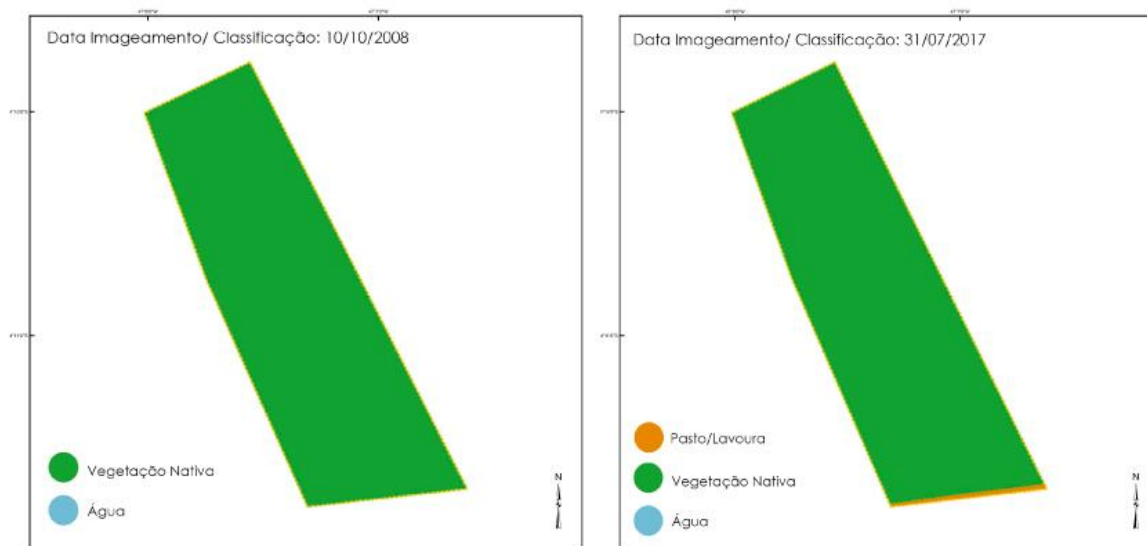 Data Imageamento/ Classificação: 10/10/2008
Vegetação Nativa
Água
N
Data Imageamento/ Classificação: 31/07/2017
Pasto/Lavoura
Vegetação Nativa
Água
N